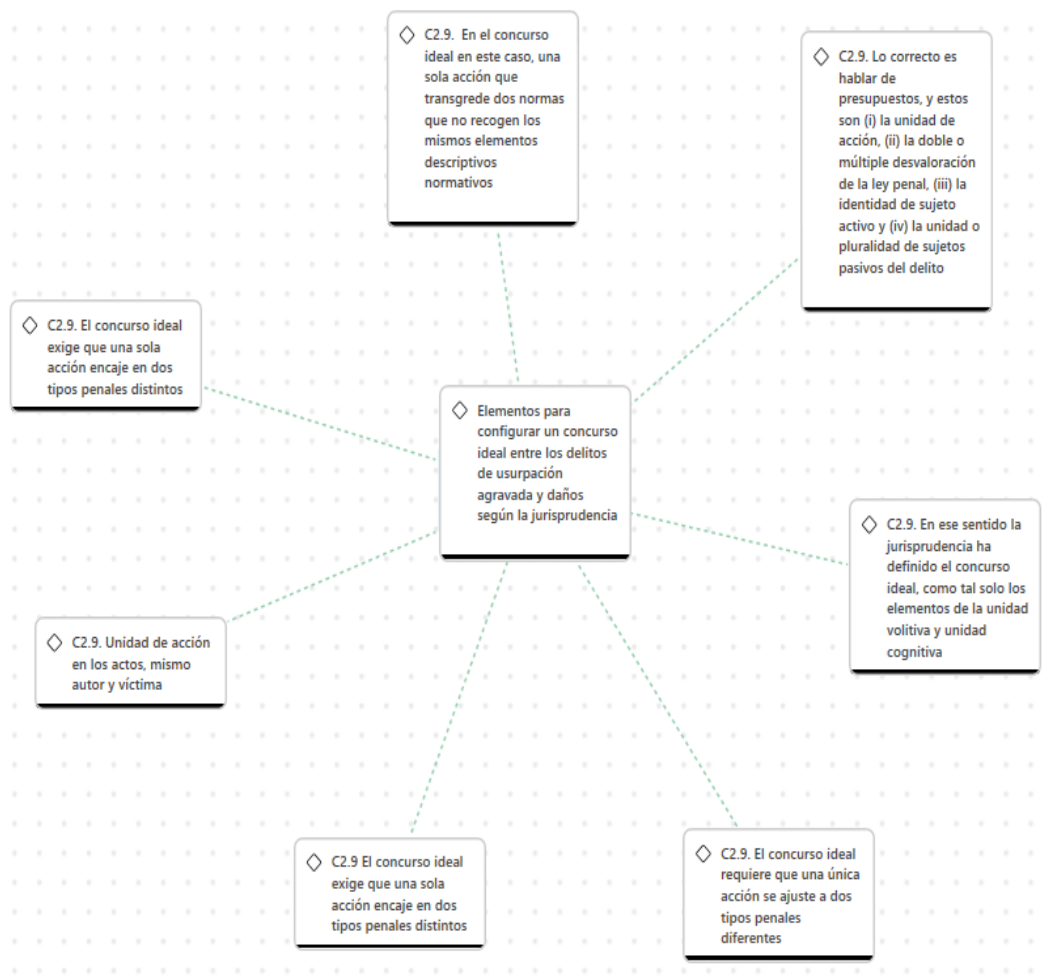 C2.9.  En el concurso
ideal en este caso, una
sola acción que
transgrede dos normas
que no recogen los
mismos elementos
descriptivos
normativos
C2.9. Lo correcto es
hablar de
presupuestos, y estos
son (i) la unidad de
acción, (ii) la doble o
múltiple desvaloración
de la ley penal, (iii) la
identidad de sujeto
activo y (iv) la unidad o
pluralidad de sujetos
pasivos del delito
C2.9. El concurso ideal
exige que una sola
acción encaje en dos
tipos penales distintos
Elementos para
configurar un concurso
ideal entre los delitos
de usurpación
agravada y daños
según la jurisprudencia
C2.9. En ese sentido la
jurisprudencia ha
definido el concurso
ideal, como tal solo los
elementos de la unidad
volitiva y unidad
cognitiva
C2.9. Unidad de acción
en los actos, mismo
autor y víctima
C2.9 El concurso ideal
exige que una sola
acción encaje en dos
tipos penales distintos
C2.9. El concurso ideal
requiere que una única
acción se ajuste a dos
tipos penales
diferentes